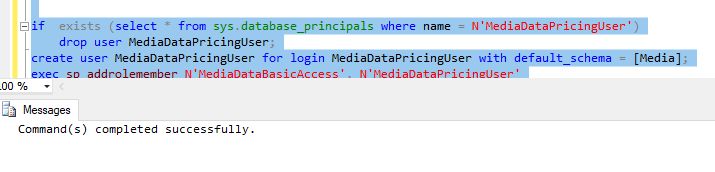 if exists (select * from sys.database_principals where name = N'MediaDataPricingUser')
drop user MediaDataPricingUser;
create user MediaDataPricingUser for login MediaDataPricingUser with default_schema = [Media];
exec sp_addrolemember N'MediaDataBasicAccess', N'MediaDataPricingUser'
100 %
Messages
Command(s) completed successfully.